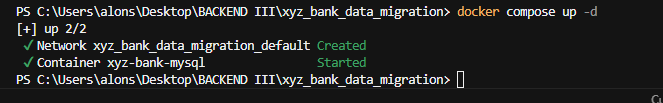 PS C:\Users\alons\Desktop\BACKEND III\xyz_bank_data_migration> docker compose up -d
[+] up 2/2
✓ Network xyz_bank_data_migration_default Created
✓ Container xyz-bank-mysql Started
PS C:\Users\alons\Desktop\BACKEND III\xyz_bank_data_migration>